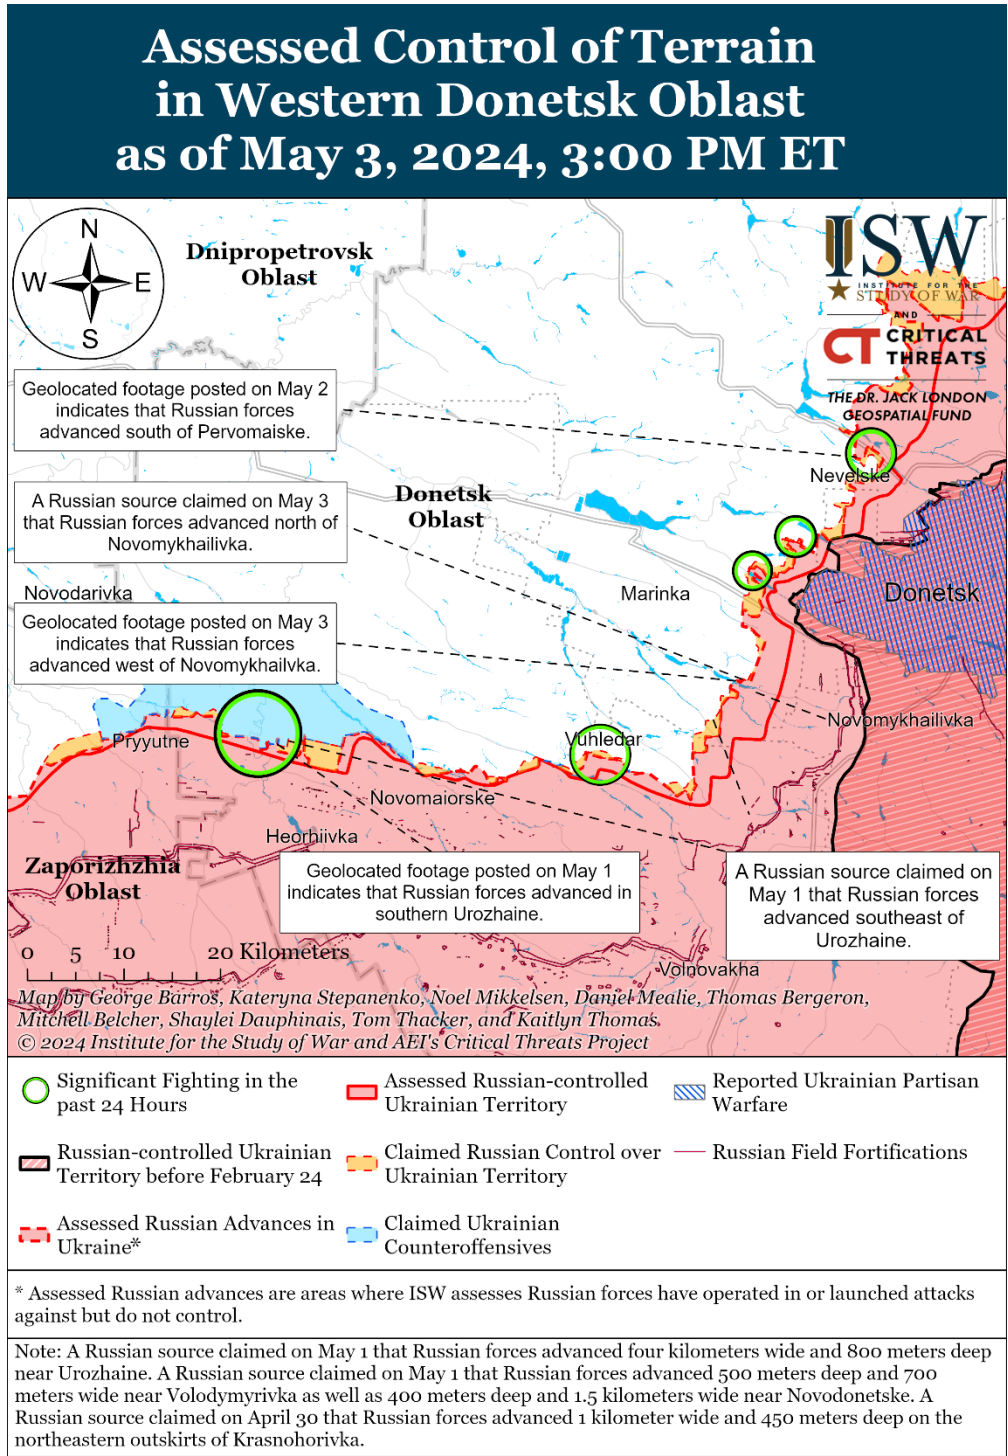 Assessed Control of Terrain
in Western Donetsk Oblast
as of May 3, 2024, 3:00 PM ET
N
W E
S
Dnipropetrovsk
Oblast
ISW
INSTITUTE FOR THE
STUDY OF WAR
AND
CT CRITICAL
THREATS
THE DR. JACK LONDON
GEOSPATIAL FUND
Geolocated footage posted on May 2
indicates that Russian forces
advanced south of Pervomaiske.
Nevelske
A Russian source claimed on May 3
that Russian forces advanced north of
Novomykhailivka.
Donetsk
Oblast
Novodarivka
Marinka
Donetsk
Geolocated footage posted on May 3
indicates that Russian forces
advanced west of Novomykhailvka.
Novomykhailivka
Pryyutne
Vuhledar
Novomaiorske
Heorhiivka
Zaporizhzhia
Oblast
Geolocated footage posted on May 1
indicates that Russian forces advanced in
southern Urozhaine.
A Russian source claimed on
May 1 that Russian forces
advanced southeast of
Urozhaine.
0 5 10 20 Kilometers
Volnovakha
Map by George Barros, Kateryna Stepanenko, Noel Mikkelsen, Daniel Mealie, Thomas Bergeron,
Mitchell Belcher, Shaylei Dauphinais, Tom Thacker, and Kaitlyn Thomas
© 2024 Institute for the Study of War and AEI's Critical Threats Project
Significant Fighting in the
past 24 Hours
Assessed Russian-controlled
Ukrainian Territory
Reported Ukrainian Partisan
Warfare
Russian-controlled Ukrainian
Territory before February 24
Claimed Russian Control over
Ukrainian Territory
Russian Field Fortifications
Assessed Russian Advances in
Ukraine*
Claimed Ukrainian
Counteroffensives
* Assessed Russian advances are areas where ISW assesses Russian forces have operated in or launched attacks
against but do not control.
Note: A Russian source claimed on May 1 that Russian forces advanced four kilometers wide and 800 meters deep
near Urozhaine. A Russian source claimed on May 1 that Russian forces advanced 500 meters deep and 700
meters wide near Volodymyrivka as well as 400 meters deep and 1.5 kilometers wide near Novodonetske. A
Russian source claimed on April 30 that Russian forces advanced 1 kilometer wide and 450 meters deep on the
northeastern outskirts of Krasnohorivka.